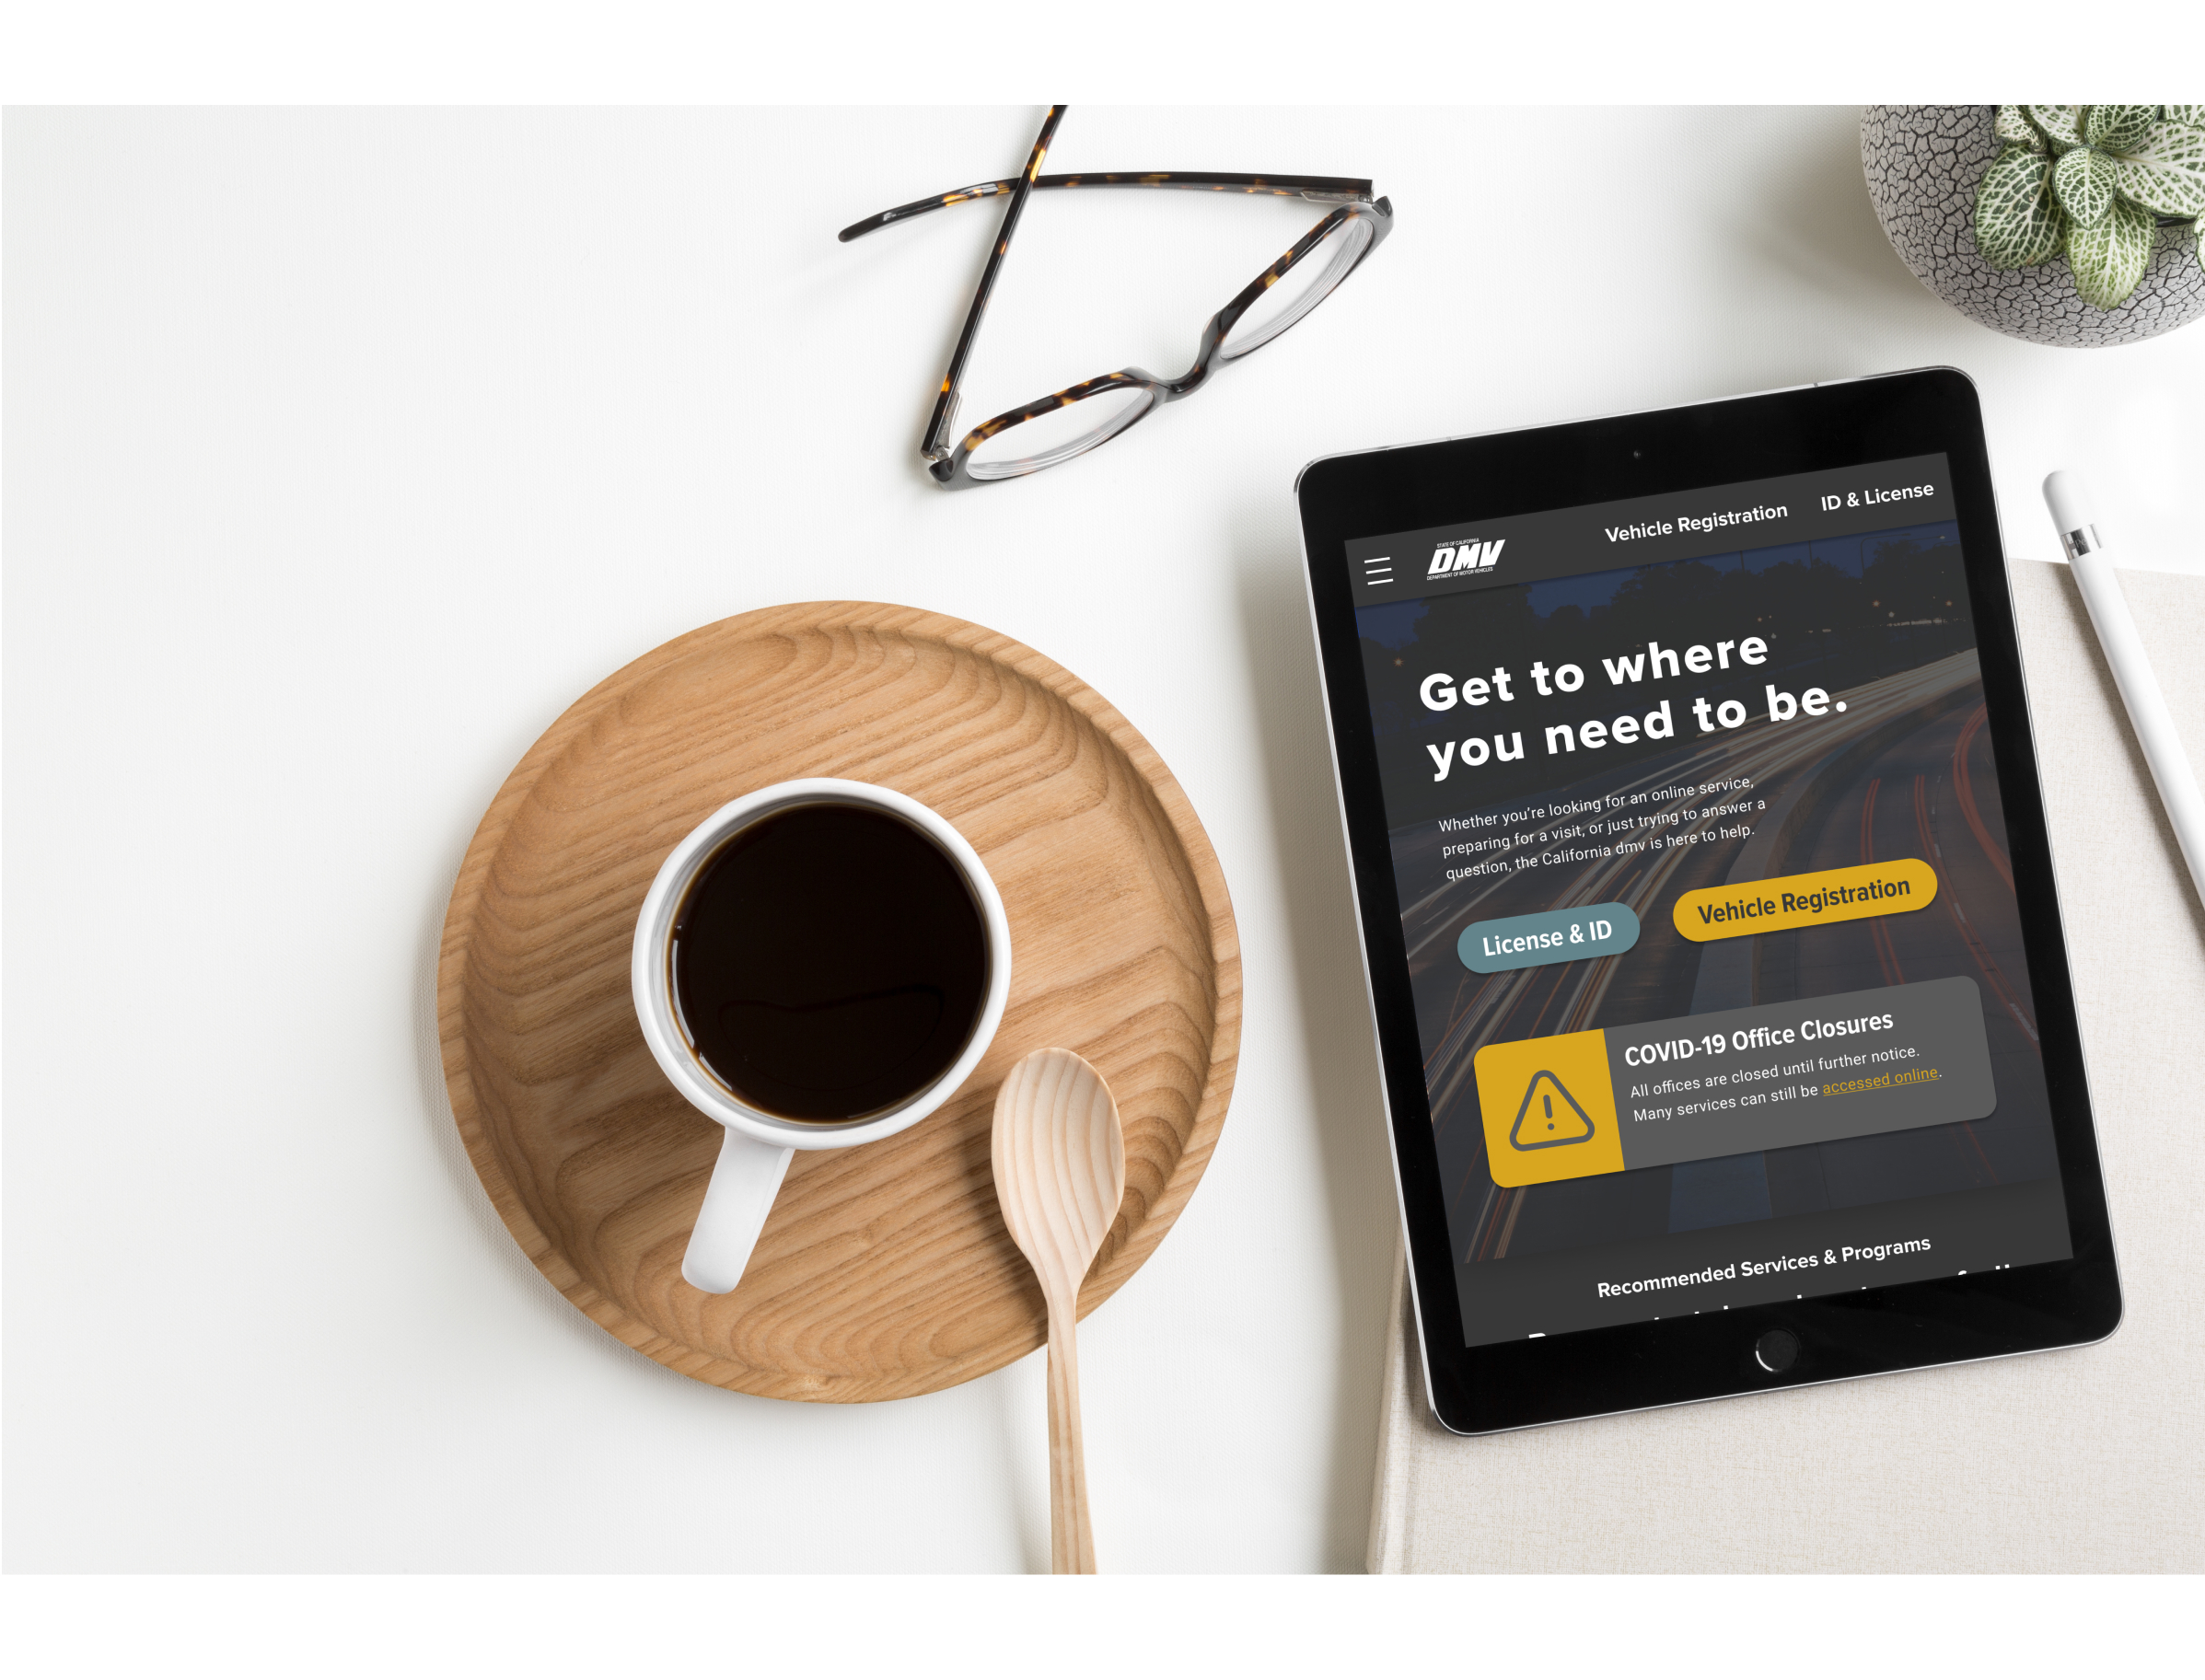 Vehicle Registration
ID & License
STATE OF CALIFORNIA
DMV
DEPARTMENT OF MOTOR VEHICLES
Get to where
you need to be.
Whether you're looking for an online service,
preparing for a visit, or just trying to answer a
question, the California dmv is here to help.
License & ID
Vehicle Registration
COVID-19 Office Closures
All offices are closed until further notice.
Many services can still be accessed online.
Recommended Services & Programs